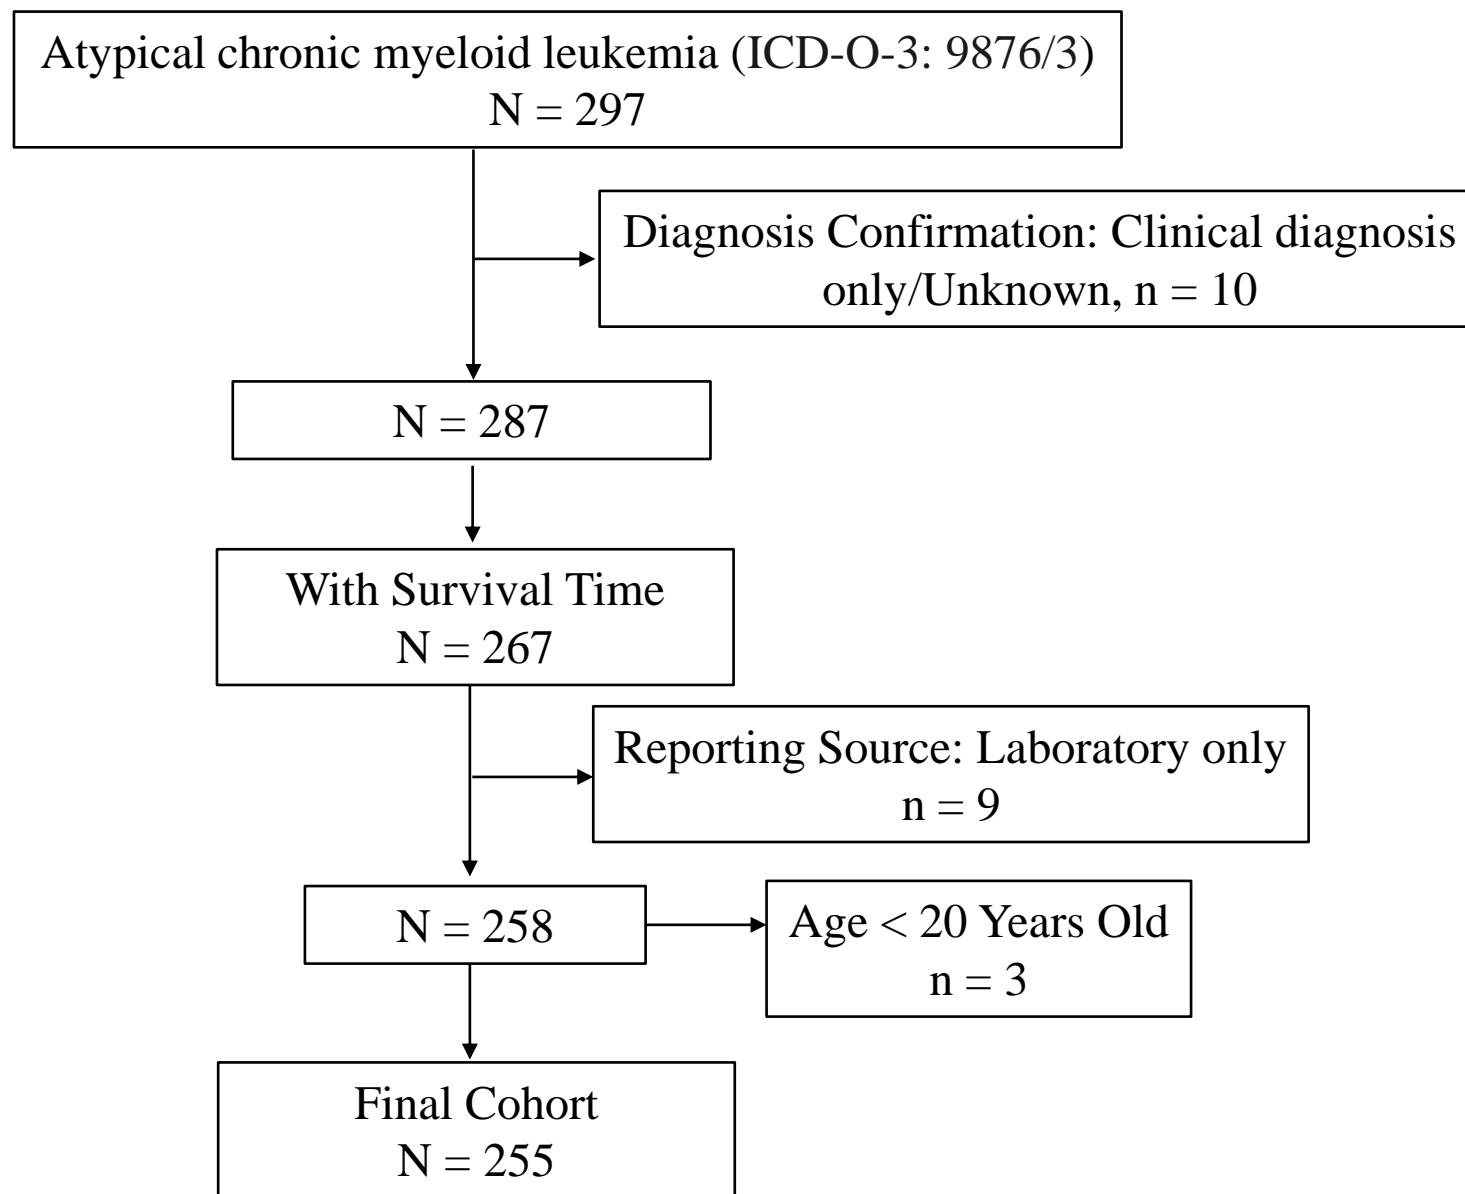 Atypical chronic myeloid leukemia (ICD-O-3: 9876/3)
N = 297
Diagnosis Confirmation: Clinical diagnosis
only/Unknown, n = 10
N = 287
With Survival Time
N = 267
Reporting Source: Laboratory only
n = 9
N = 258
Age < 20 Years Old
n = 3
Final Cohort
N = 255